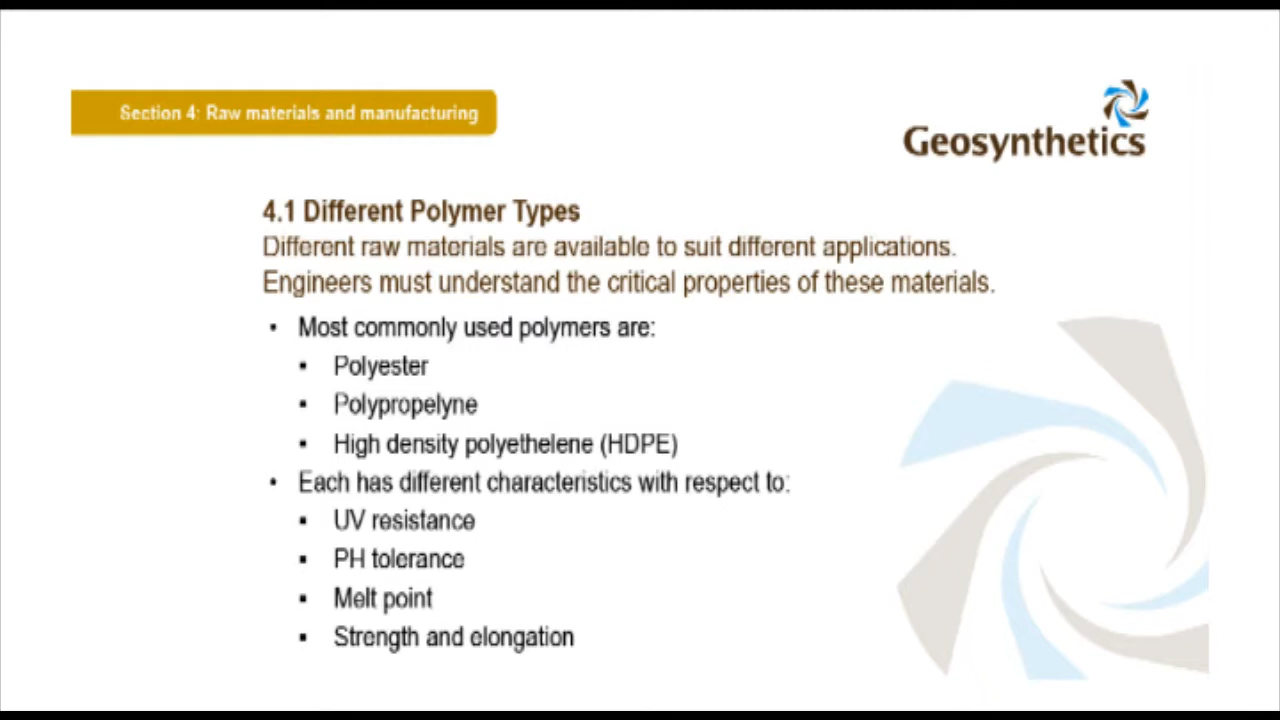 Section 4: Raw materials and manufacturing
Geosynthetics
4.1 Different Polymer Types
Different raw materials are available to suit different applications.
Engineers must understand the critical properties of these materials.
• Most commonly used polymers are:
▪ Polyester
▪ Polypropelyne
▪ High density polyethelene (HDPE)
• Each has different characteristics with respect to:
▪ UV resistance
▪ PH tolerance
▪ Melt point
▪ Strength and elongation